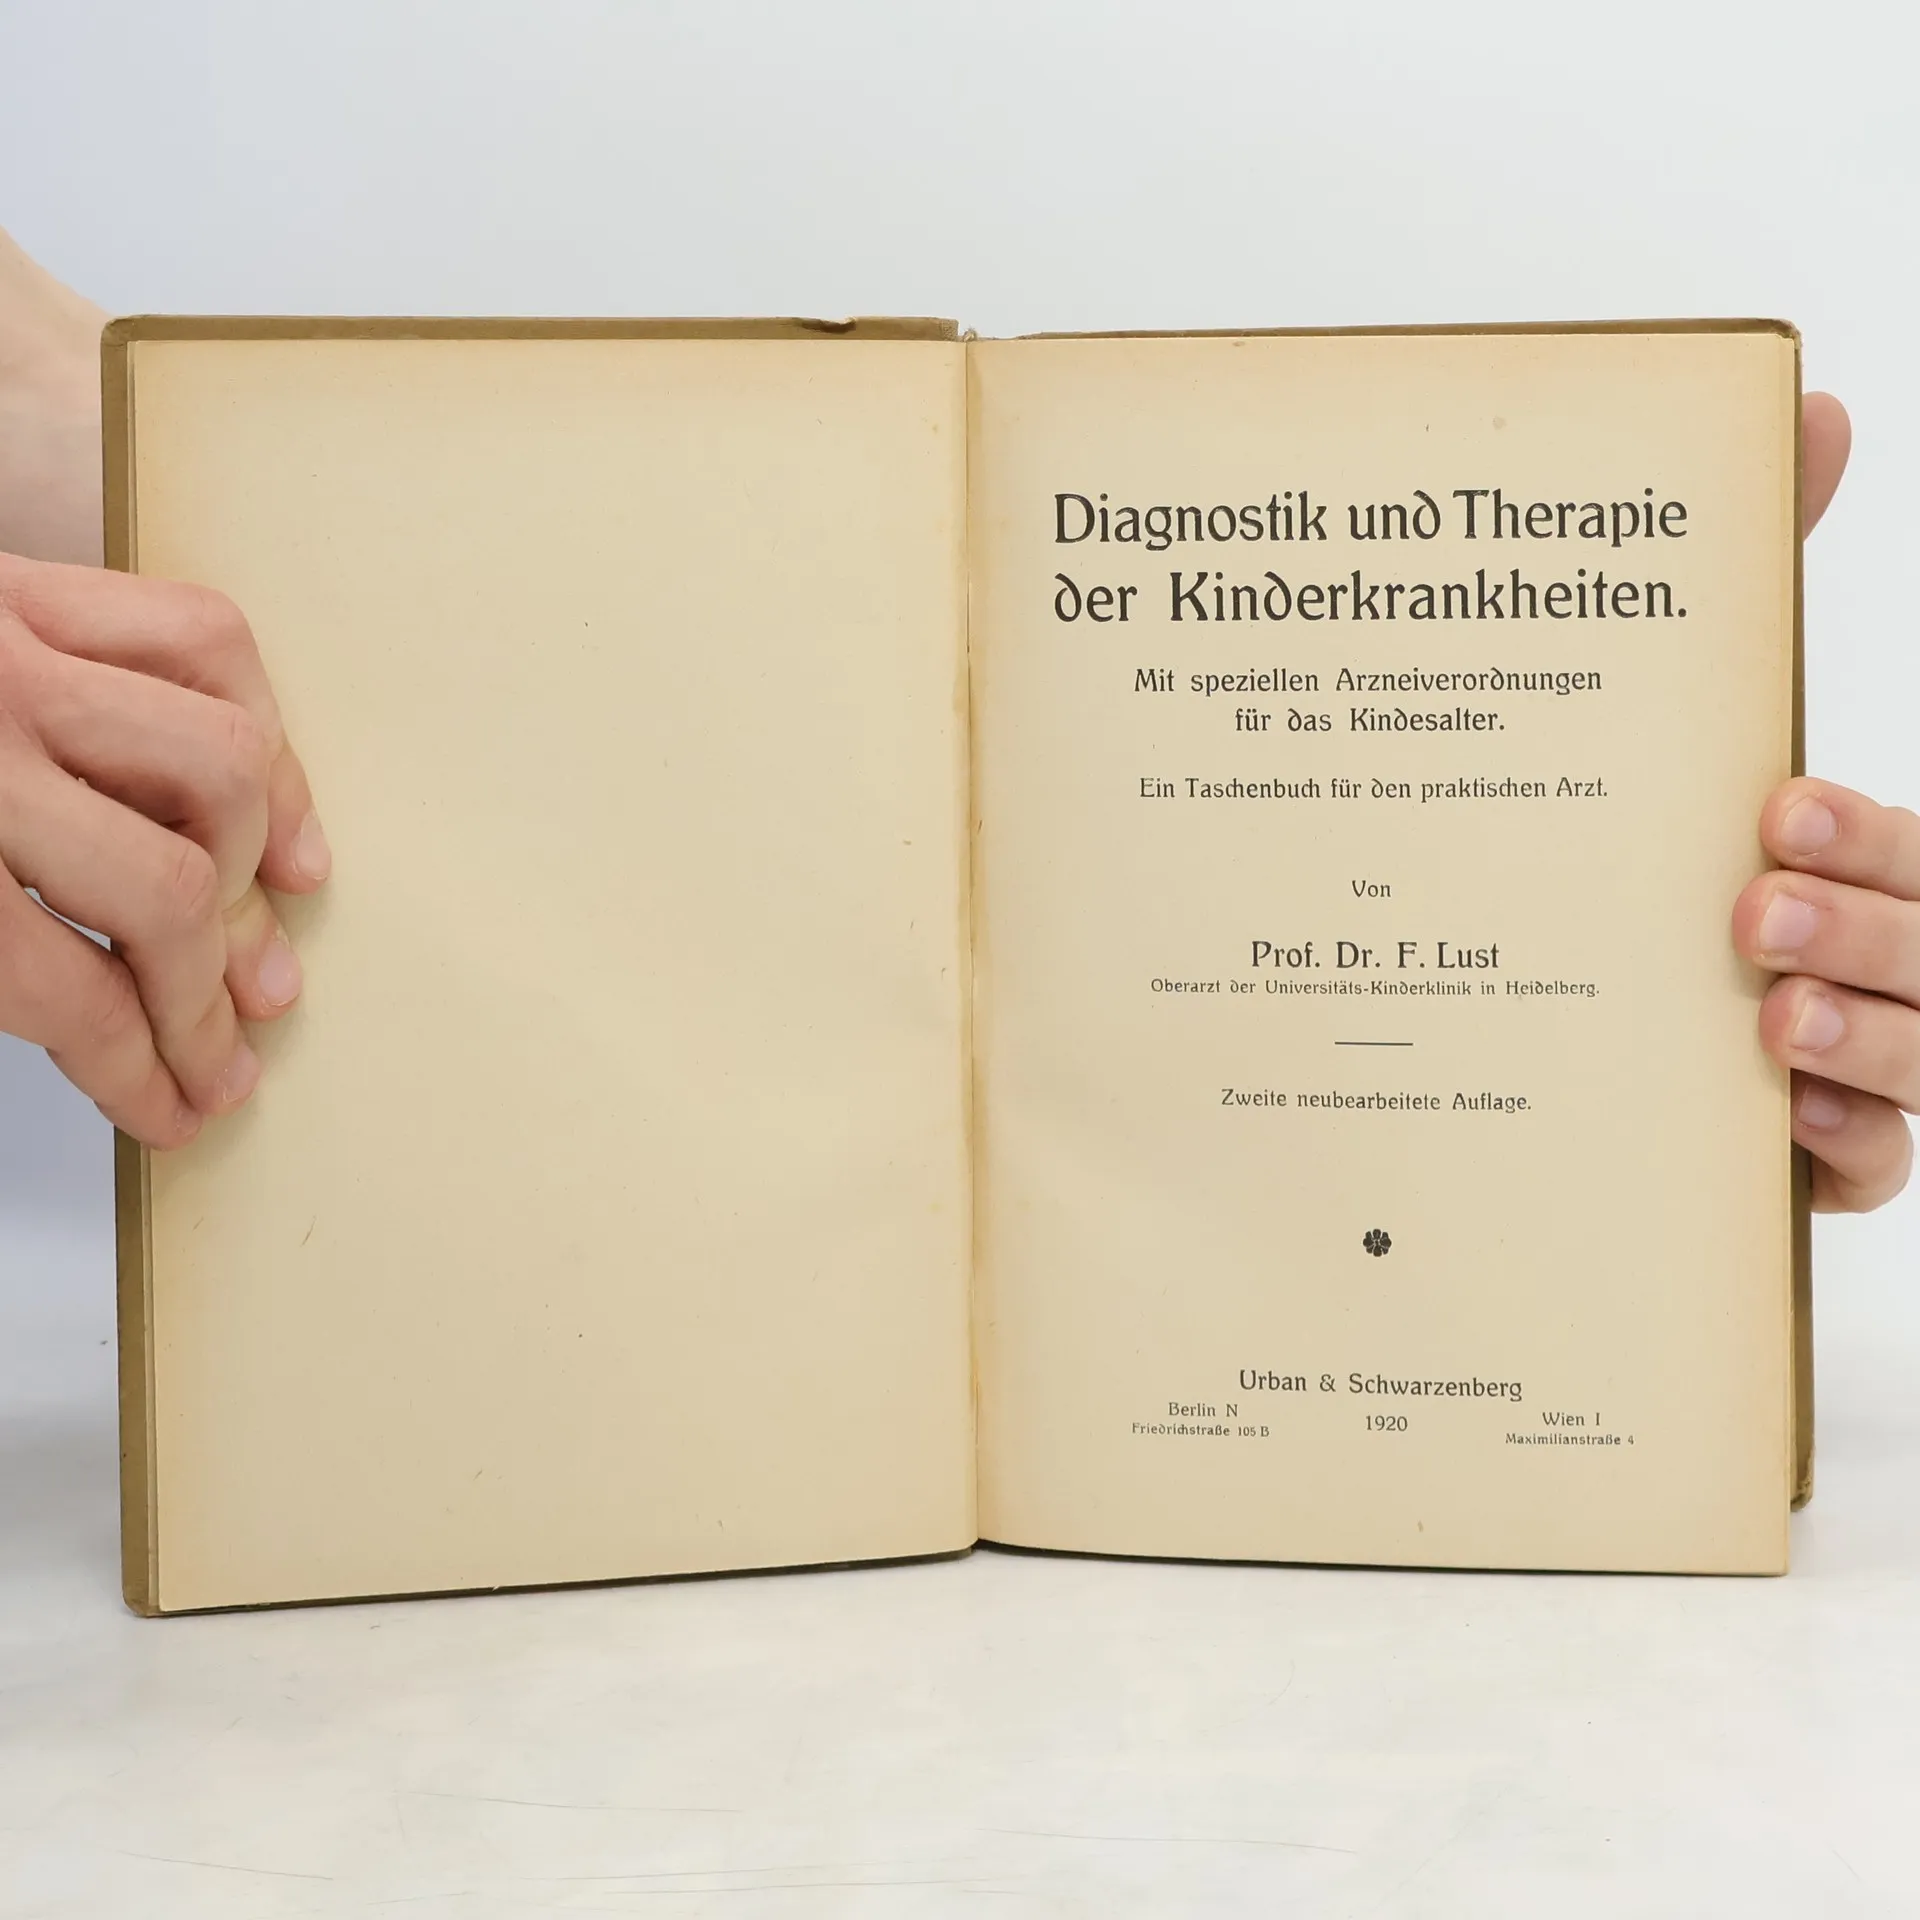 Diagnostik und Therapie
der Kinderkrankheiten.
Mit speziellen Arzneiverordnungen
für das Kindesalter.
Ein Taschenbuch für den praktischen Arzt.
Von
Prof. Dr. F. Lust
Oberarzt der Universitäts-Kinderklinik in Heidelberg.
Zweite neubearbeitete Auflage.
Urban & Schwarzenberg
Berlin N
Friedrichstraße 105 B
1920
Wien I
Maximilianstraße 4